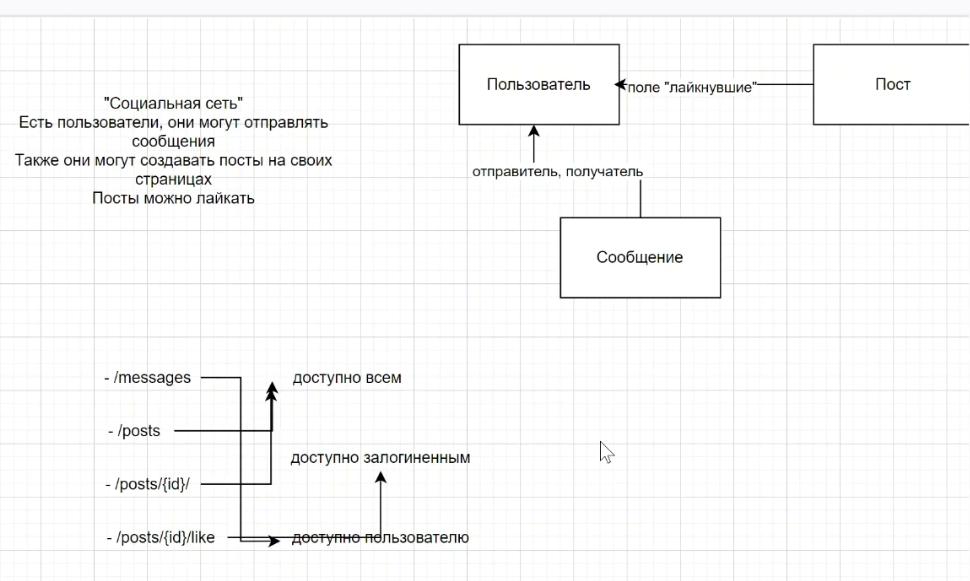 "Социальная сеть"
Есть пользователи, они могут отправлять
сообщения
Также они могут создавать посты на своих
страницах
Посты можно лайкать
Пользователь
поле "лайкнувшие"
Пост
отправитель, получатель
Сообщение
- /messages
доступно всем
- /posts
доступно залогиненным
- /posts/{id}/
- /posts/{id}/like
доступно пользователю